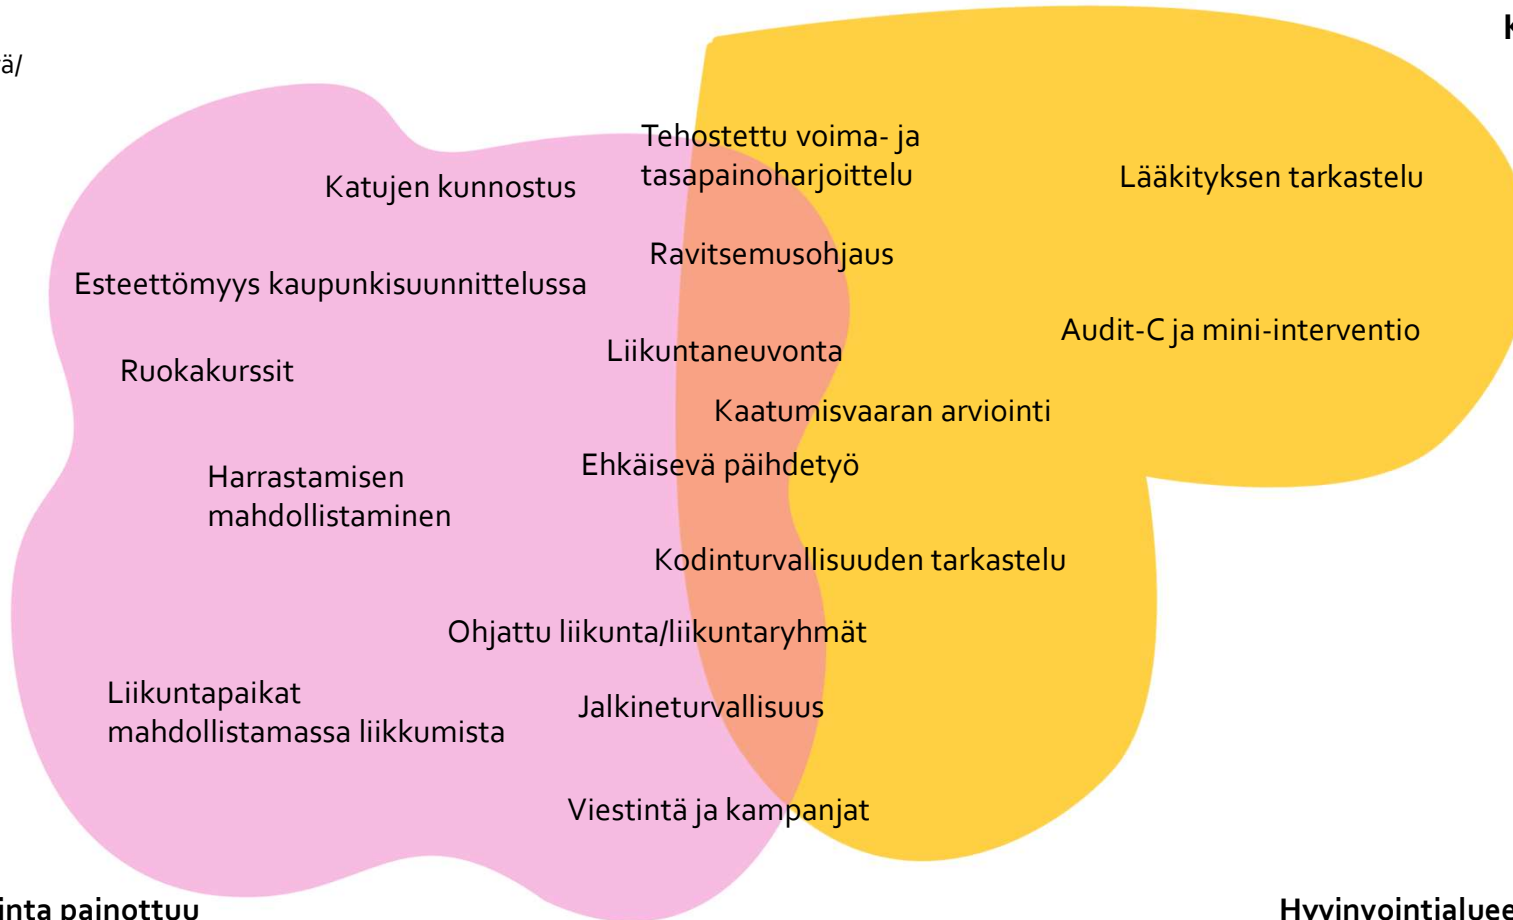 ä/
K
Tehostettu voima- ja
tasapainoharjoittelu
Katujen kunnostus
Lääkityksen tarkastelu
Ravitsemusohjaus
Esteettömyys kaupunkisuunnittelussa
Audit-C ja mini-interventio
Liikuntaneuvonta
Ruokakurssit
Kaatumisvaaran arviointi
Ehkäisevä päihdetyö
Harrastamisen
mahdollistaminen
Kodinturvallisuuden tarkastelu
Ohjattu liikunta/liikuntaryhmät
Liikuntapaikat
mahdollistamassa liikkumista
Jalkineturvallisuus
Viestintä ja kampanjat
inta painottuu
Hyvinvointialuee